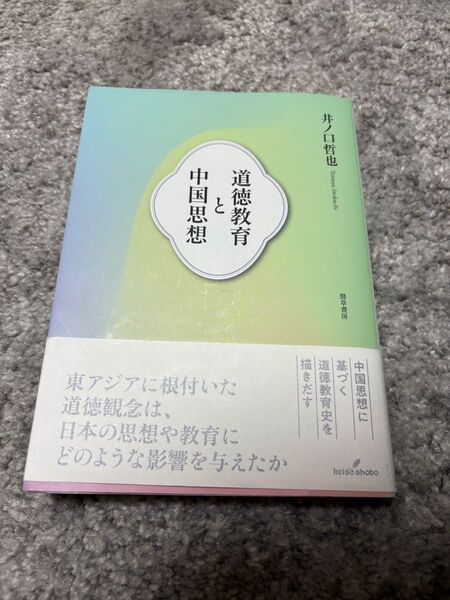 井ノ口哲也
Tetsuya Inokuchi
道徳教育
と
中国思想
勁草書房
中国思想に
基づく
道徳教育史を
描きだす
東アジアに根付いた
道徳観念は、
日本の思想や教育に
どのような影響を与えたか
keiso shobo